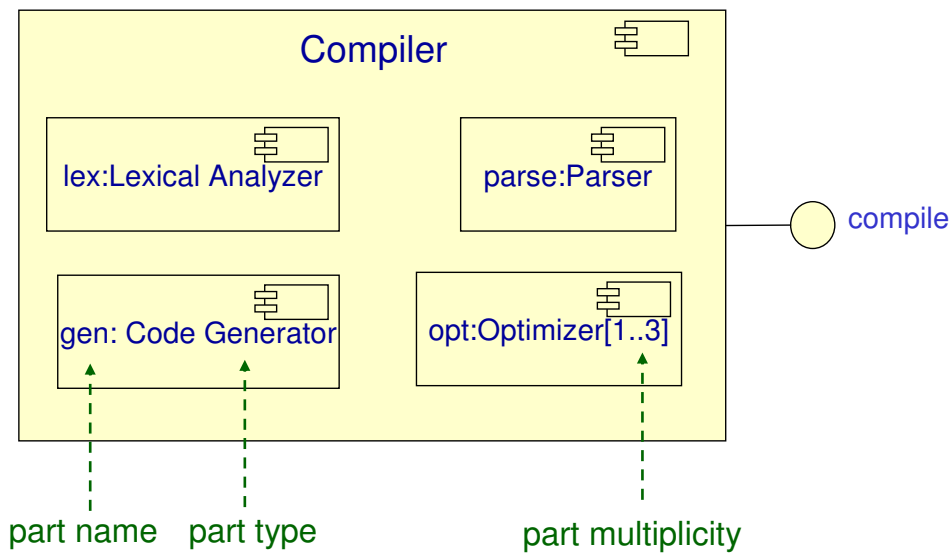 Compiler
lex:Lexical Analyzer
parse:Parser
compile
gen: Code Generator
opt:Optimizer[1..3]
part name
part type
part multiplicity